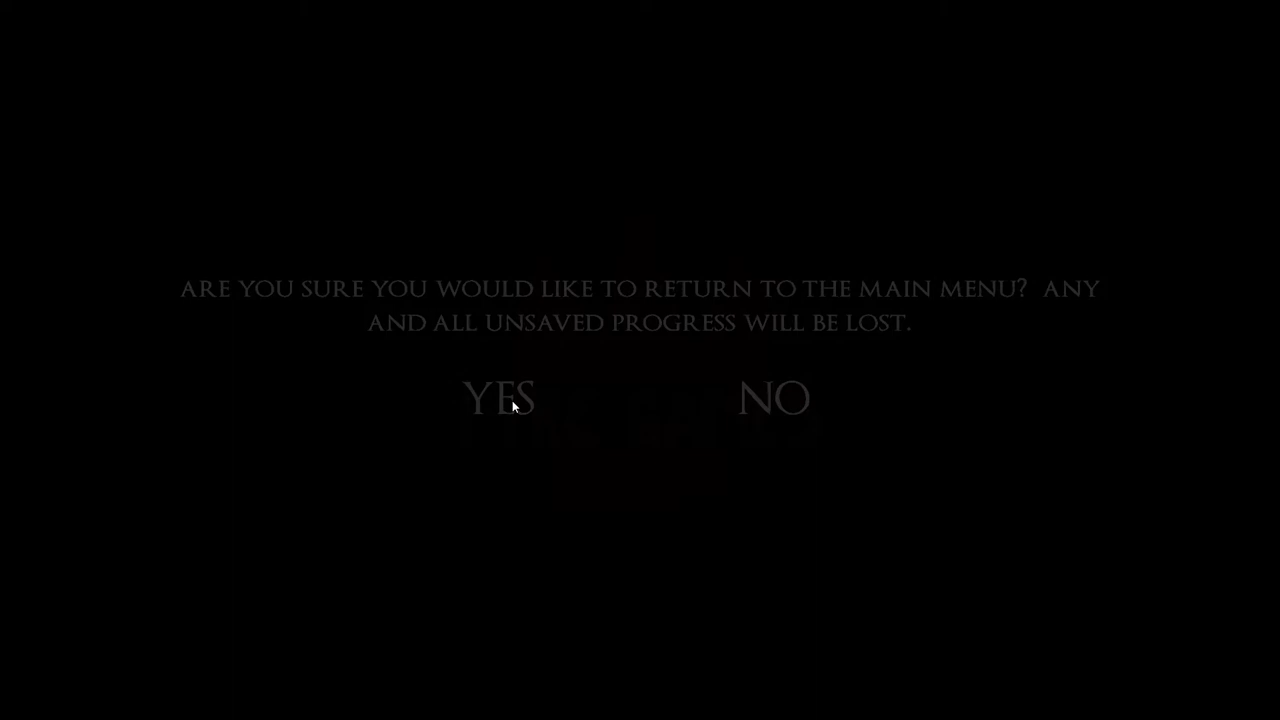 ARE YOU SURE YOU WOULD LIKE TO RETURN TO THE MAIN MENU?  ANY
AND ALL UNSAVED PROGRESS WILL BE LOST.
YES NO